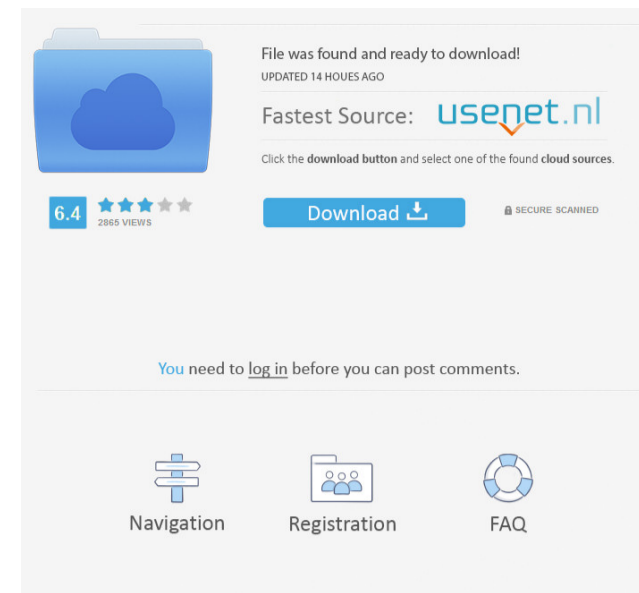 File was found and ready to download!
UPDATED 14 HOUES AGO
Fastest Source: usenet.nl
Click the download button and select one of the found cloud sources.
6.4
2865 VIEWS
Download
SECURE SCANNED
You need to log in before you can post comments.
Navigation
Registration
FAQ